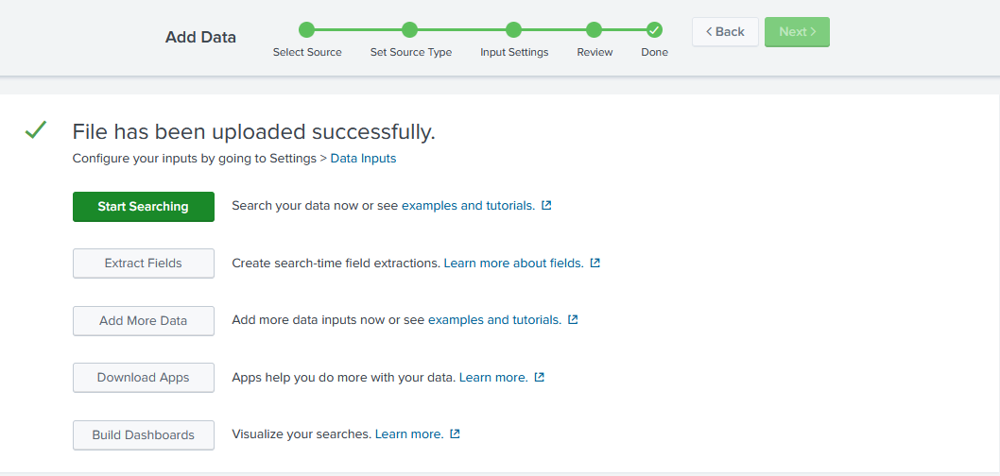 Add Data
Select Source
Set Source Type
Input Settings
Review
Done
< Back
Next >
File has been uploaded successfully.
Configure your inputs by going to Settings > Data Inputs
Start Searching
Search your data now or see examples and tutorials.
Extract Fields
Create search-time field extractions. Learn more about fields.
Add More Data
Add more data inputs now or see examples and tutorials.
Download Apps
Apps help you do more with your data. Learn more.
Build Dashboards
Visualize your searches. Learn more.